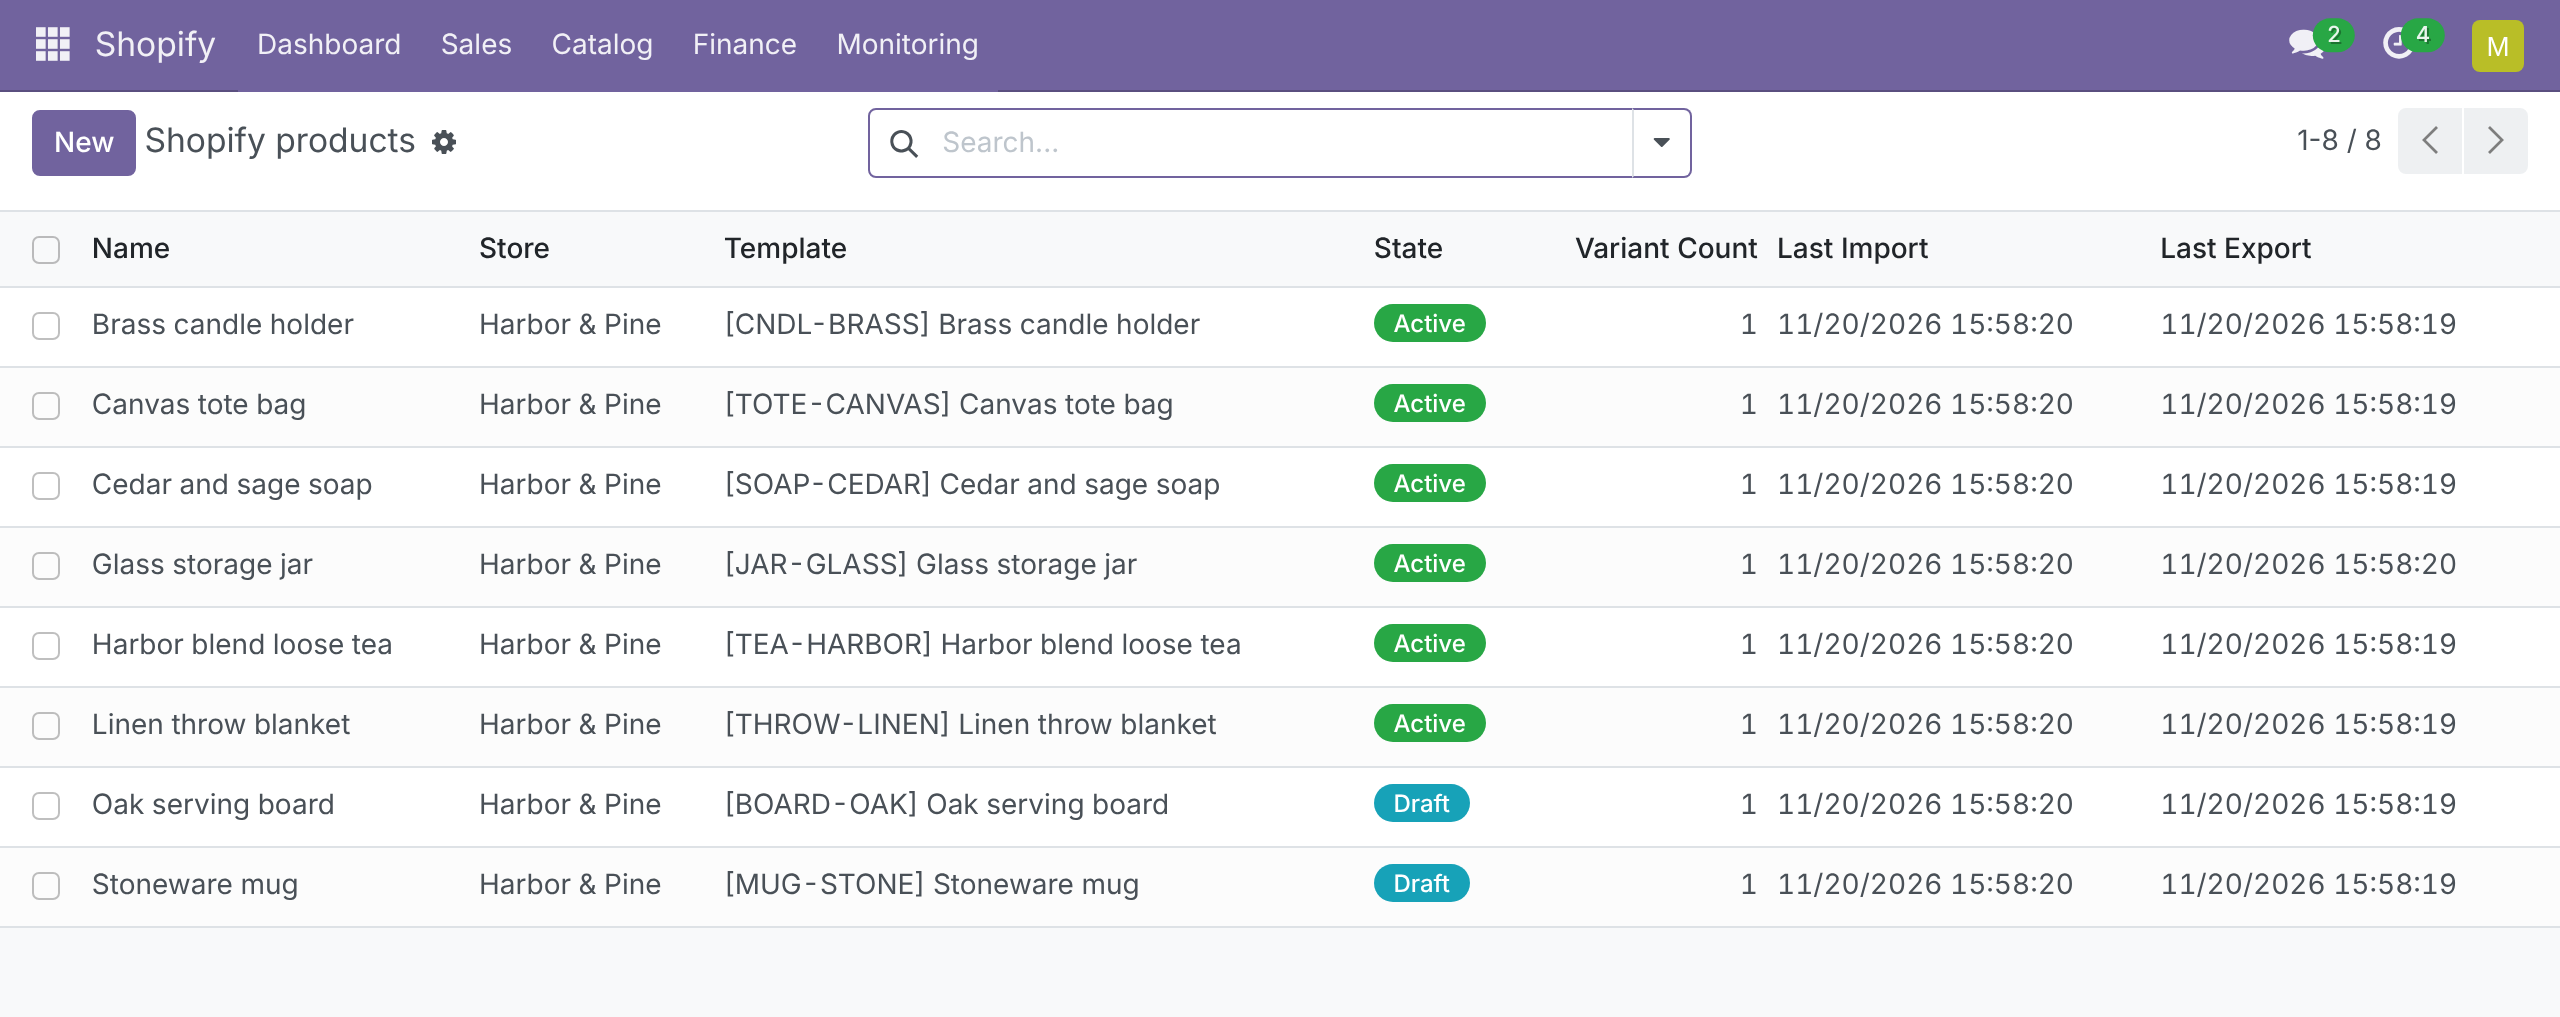 Shopify Dashboard Sales Catalog Finance Monitoring 2 4 M
New Shopify products Search... 1-8 / 8
Name Store Template State Variant Count Last Import Last Export
Brass candle holder Harbor & Pine [CNDL-BRASS] Brass candle holder Active 1 11/20/2026 15:58:20 11/20/2026 15:58:19
Canvas tote bag Harbor & Pine [TOTE-CANVAS] Canvas tote bag Active 1 11/20/2026 15:58:20 11/20/2026 15:58:19
Cedar and sage soap Harbor & Pine [SOAP-CEDAR] Cedar and sage soap Active 1 11/20/2026 15:58:20 11/20/2026 15:58:19
Glass storage jar Harbor & Pine [JAR-GLASS] Glass storage jar Active 1 11/20/2026 15:58:20 11/20/2026 15:58:20
Harbor blend loose tea Harbor & Pine [TEA-HARBOR] Harbor blend loose tea Active 1 11/20/2026 15:58:20 11/20/2026 15:58:19
Linen throw blanket Harbor & Pine [THROW-LINEN] Linen throw blanket Active 1 11/20/2026 15:58:20 11/20/2026 15:58:19
Oak serving board Harbor & Pine [BOARD-OAK] Oak serving board Draft 1 11/20/2026 15:58:20 11/20/2026 15:58:19
Stoneware mug Harbor & Pine [MUG-STONE] Stoneware mug Draft 1 11/20/2026 15:58:20 11/20/2026 15:58:19